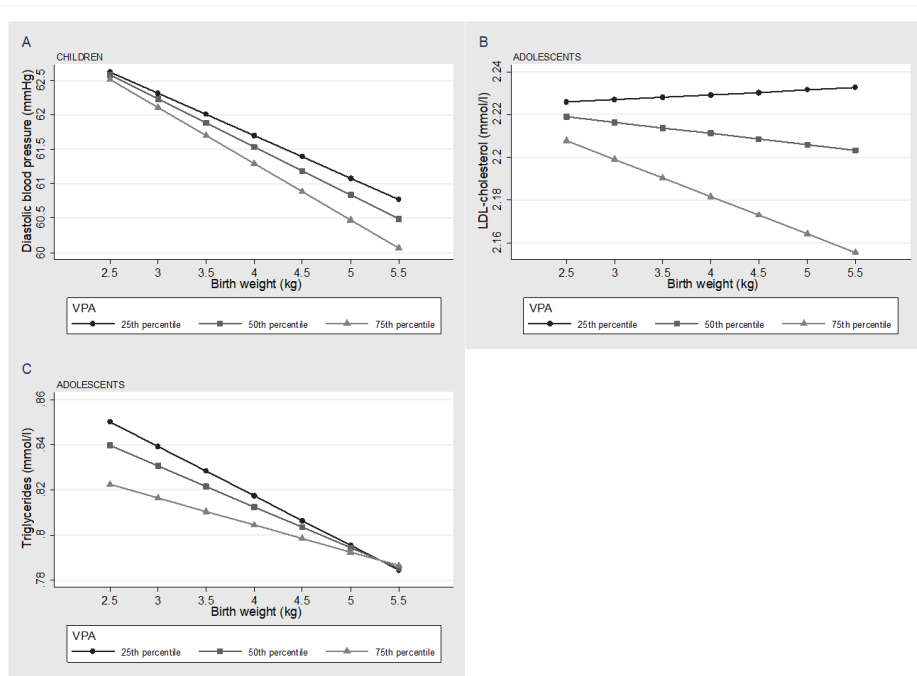 A
CHILDREN
Diastolic blood pressure (mmHg)
62.5
62
61.5
61
60.5
60
2.5 3 3.5 4 4.5 5 5.5
Birth weight (kg)
VPA
25th percentile 50th percentile 75th percentile
B
ADOLESCENTS
LDL-cholesterol (mmol/l)
2.24
2.22
2.2
2.18
2.16
2.5 3 3.5 4 4.5 5 5.5
Birth weight (kg)
VPA
25th percentile 50th percentile 75th percentile
C
ADOLESCENTS
Triglycerides (mmol/l)
.86
.84
.82
.8
.78
2.5 3 3.5 4 4.5 5 5.5
Birth weight (kg)
VPA
25th percentile 50th percentile 75th percentile